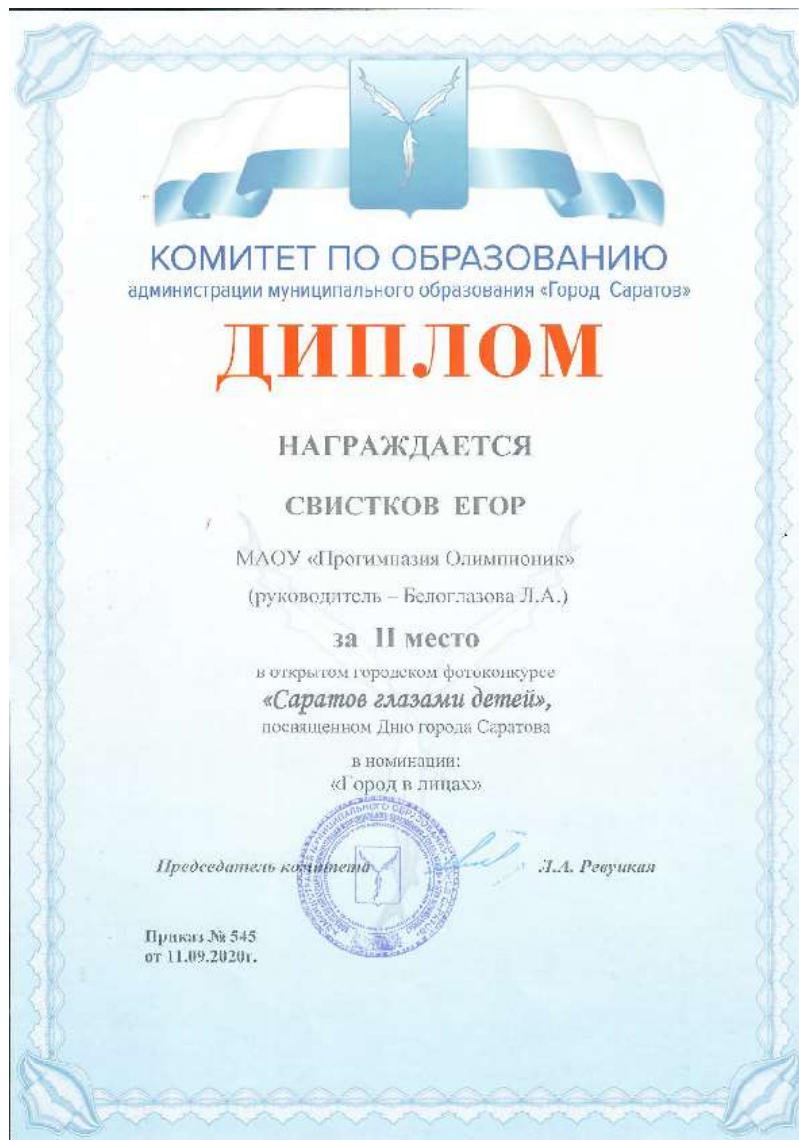 КОМИТЕТ ПО ОБРАЗОВАНИЮ
администрации муниципального образования «Город Саратов»
ДИПЛОМ
НАГРАЖДАЕТСЯ
СВИСТКОВ ЕГОР
МАОУ «Прогимназия Олимпионик»
(руководитель – Белоглазова Л.А.)
за II место
в открытом городском фотоконкурсе
«Саратов глазами детей»,
посвященном Дню города Саратова
в номинации:
«Город в лицах»
Председатель комитета Л.А. Ревуцкая
Приказ № 545
от 11.09.2020г.